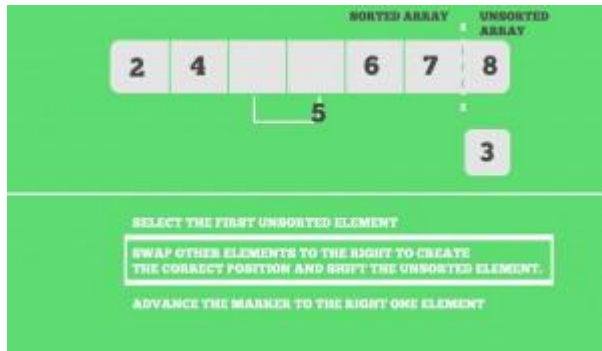 SORTED ARRAY
UNSORTED
ARRAY
2 4 6 7 8
5
3
SELECT THE FIRST UNSORTED ELEMENT
SWAP OTHER ELEMENTS TO THE RIGHT TO CREATE
THE CORRECT POSITION AND SHIFT THE UNSORTED ELEMENT.
ADVANCE THE MARKER TO THE RIGHT ONE ELEMENT